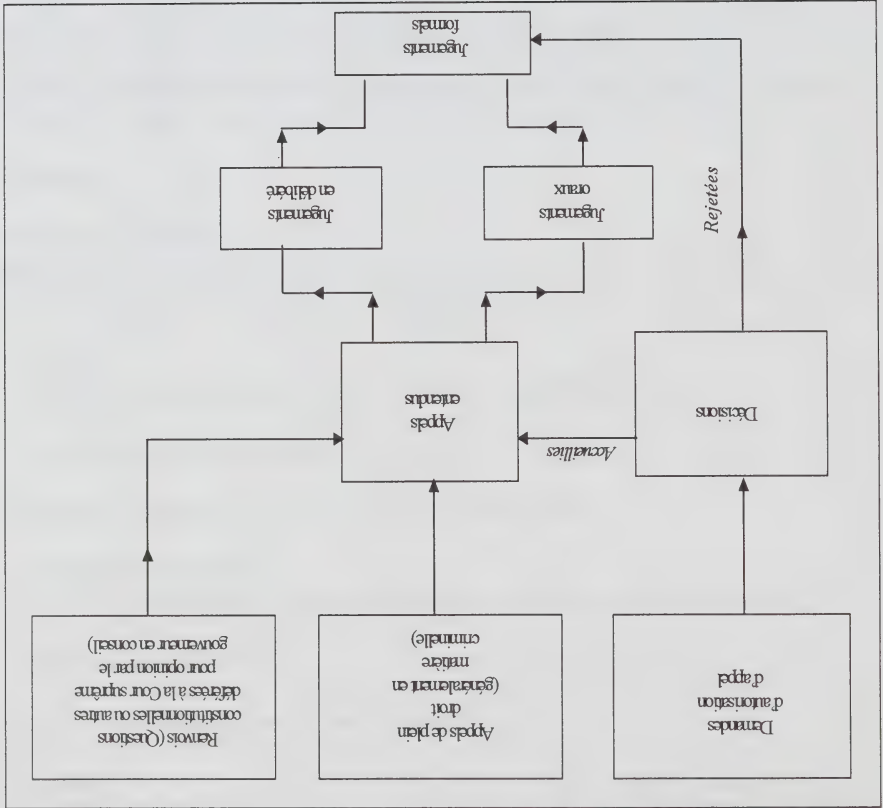 Demandes
d'autorisation
d'appel
Appels de plein
droit
(généralement en
matière
criminelle)
Renvois (Questions
constitutionnelles ou autres
déférées à la Cour suprême
pour opinion par le
gouverneur en conseil)
Décisions
Accueillies
Appels
entendus
Rejetées
Jugements
oraux
Jugements
en délibéré
Jugements
formels